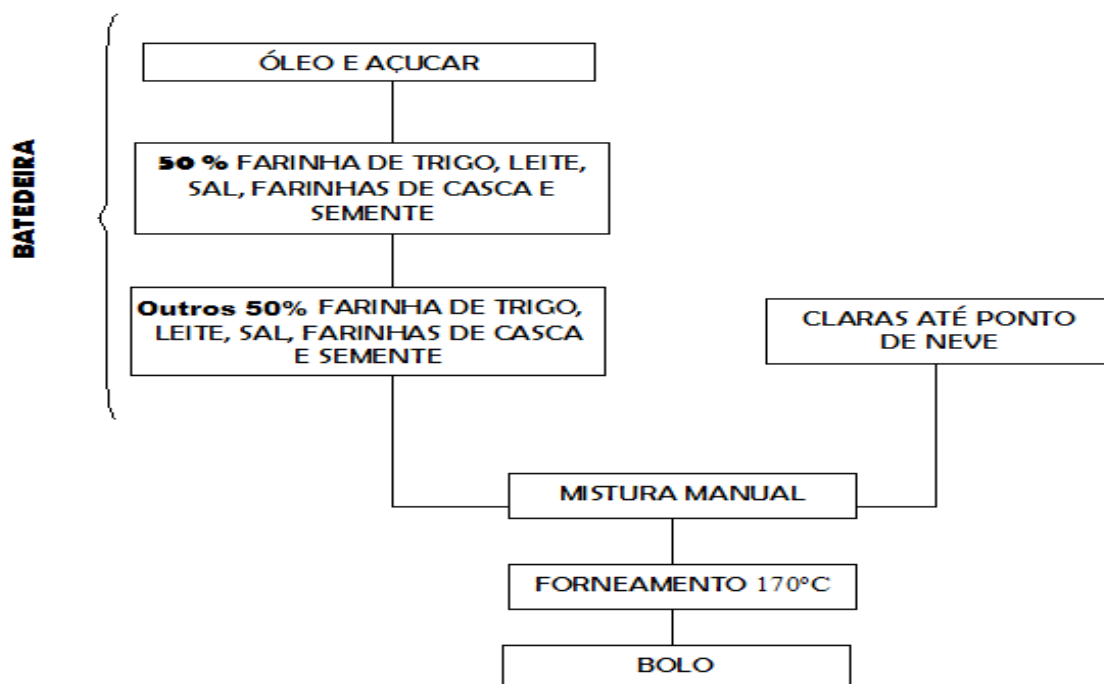 BATEDEIRA
ÓLEO E AÇUCAR
50 % FARINHA DE TRIGO, LEITE,
SAL, FARINHAS DE CASCA E
SEMENTE
Outros 50% FARINHA DE TRIGO,
LEITE, SAL, FARINHAS DE CASCA
E SEMENTE
CLARAS ATÉ PONTO
DE NEVE
MISTURA MANUAL
FORNEAMENTO 170ºC
BOLO